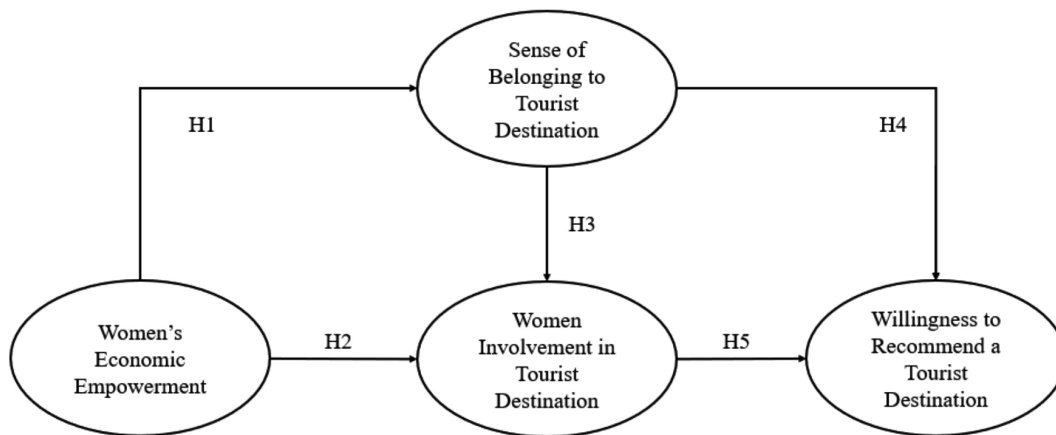 Sense of
Belonging to
Tourist
Destination
H1
H4
H3
Women's
Economic
Empowerment
H2
Women
Involvement in
Tourist
Destination
H5
Willingness to
Recommend a
Tourist
Destination